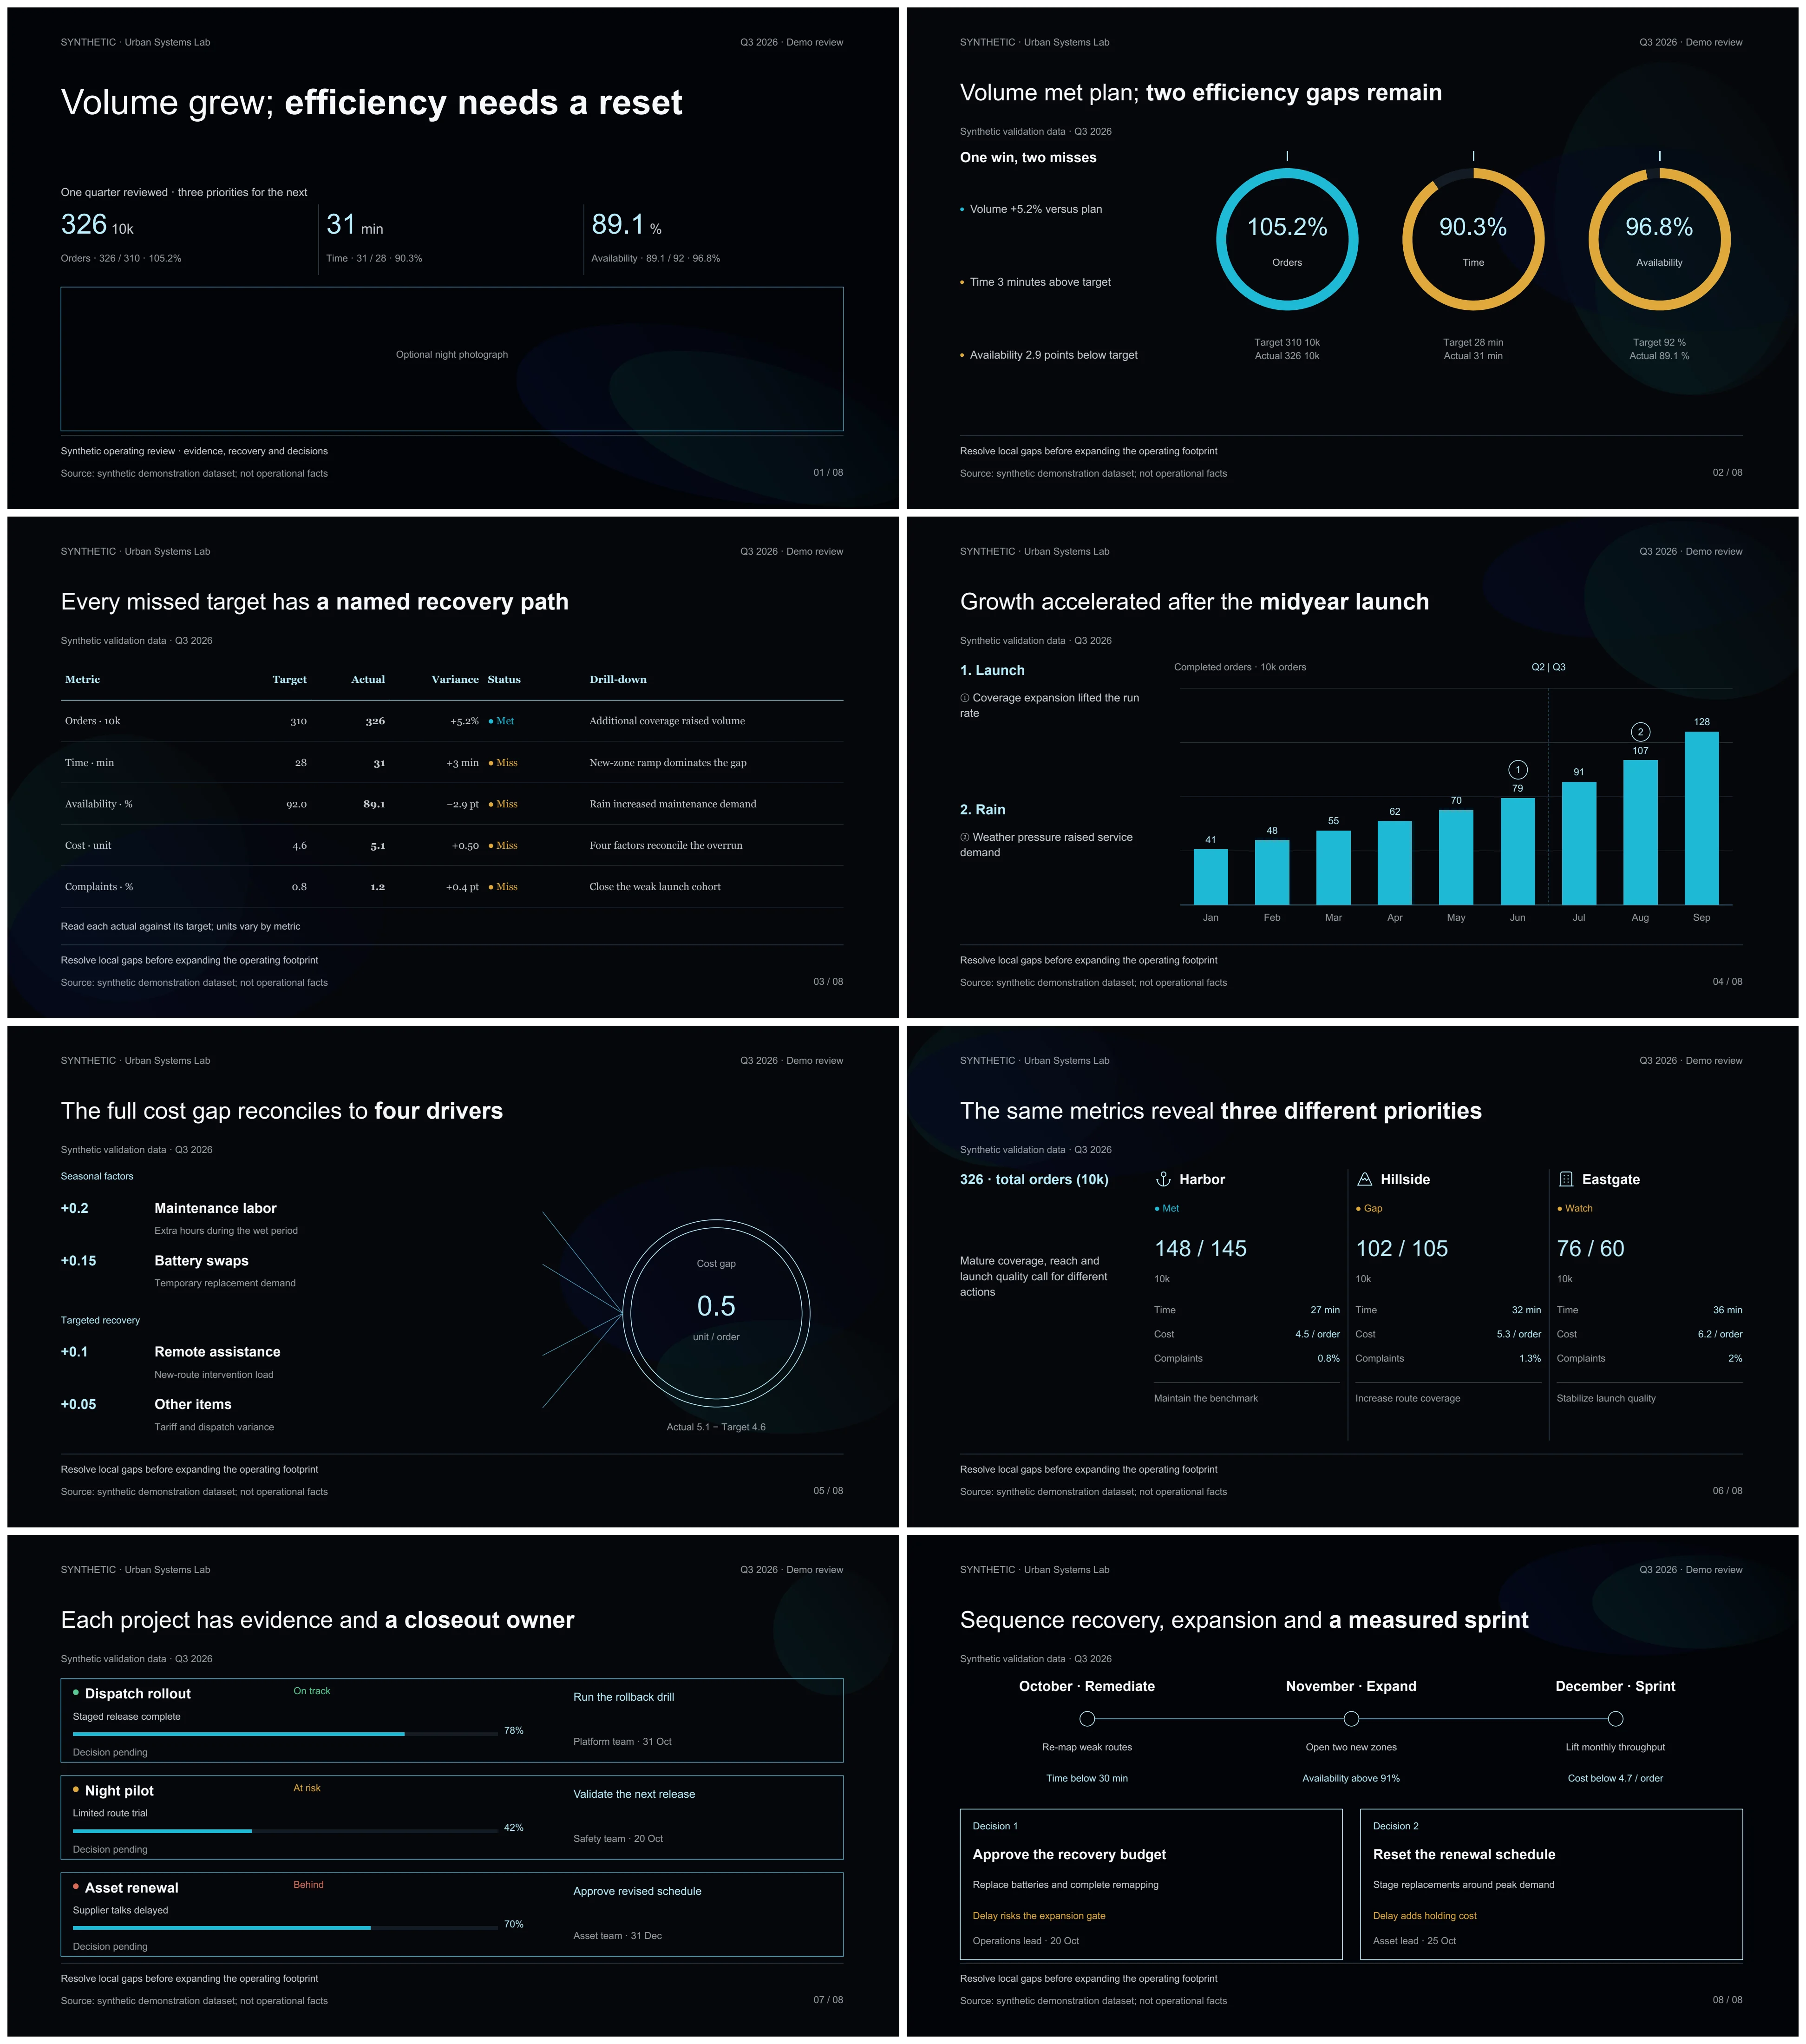 SYNTHETIC · Urban Systems Lab
Q3 2026 · Demo review
Volume grew; efficiency needs a reset
One quarter reviewed · three priorities for the next
326 10k
Orders · 326 / 310 · 105.2%
31 min
Time · 31 / 28 · 90.3%
89.1 %
Availability · 89.1 / 92 · 96.8%
Optional night photograph
Synthetic operating review · evidence, recovery and decisions
Source: synthetic demonstration dataset; not operational facts
01 / 08
SYNTHETIC · Urban Systems Lab
Q3 2026 · Demo review
Volume met plan; two efficiency gaps remain
Synthetic validation data · Q3 2026
One win, two misses
• Volume +5.2% versus plan
• Time 3 minutes above target
• Availability 2.9 points below target
105.2%
Orders
Target 310 10k
Actual 326 10k
90.3%
Time
Target 28 min
Actual 31 min
96.8%
Availability
Target 92 %
Actual 89.1 %
Resolve local gaps before expanding the operating footprint
Source: synthetic demonstration dataset; not operational facts
02 / 08
SYNTHETIC · Urban Systems Lab
Q3 2026 · Demo review
Every missed target has a named recovery path
Synthetic validation data · Q3 2026
Metric Target Actual Variance Status Drill-down
Orders · 10k 310 326 +5.2% ● Met Additional coverage raised volume
Time · min 28 31 +3 min ● Miss New-zone ramp dominates the gap
Availability · % 92.0 89.1 −2.9 pt ● Miss Rain increased maintenance demand
Cost · unit 4.6 5.1 +0.50 ● Miss Four factors reconcile the overrun
Complaints · % 0.8 1.2 +0.4 pt ● Miss Close the weak launch cohort
Read each actual against its target; units vary by metric
Resolve local gaps before expanding the operating footprint
Source: synthetic demonstration dataset; not operational facts
03 / 08
SYNTHETIC · Urban Systems Lab
Q3 2026 · Demo review
Growth accelerated after the midyear launch
Synthetic validation data · Q3 2026
1. Launch
① Coverage expansion lifted the run
rate
2. Rain
② Weather pressure raised service
demand
Completed orders · 10k orders
Q2 | Q3
41 48 55 62 70 79 91 107 128
1 2
Jan Feb Mar Apr May Jun Jul Aug Sep
Resolve local gaps before expanding the operating footprint
Source: synthetic demonstration dataset; not operational facts
04 / 08
SYNTHETIC · Urban Systems Lab
Q3 2026 · Demo review
The full cost gap reconciles to four drivers
Synthetic validation data · Q3 2026
Seasonal factors
+0.2 Maintenance labor
Extra hours during the wet period
+0.15 Battery swaps
Temporary replacement demand
Targeted recovery
+0.1 Remote assistance
New-route intervention load
+0.05 Other items
Tariff and dispatch variance
Cost gap
0.5
unit / order
Actual 5.1 − Target 4.6
Resolve local gaps before expanding the operating footprint
Source: synthetic demonstration dataset; not operational facts
05 / 08
SYNTHETIC · Urban Systems Lab
Q3 2026 · Demo review
The same metrics reveal three different priorities
Synthetic validation data · Q3 2026
326 · total orders (10k)
Mature coverage, reach and
launch quality call for different
actions
Harbor
● Met
148 / 145
10k
Time 27 min
Cost 4.5 / order
Complaints 0.8%
Maintain the benchmark
Hillside
● Gap
102 / 105
10k
Time 32 min
Cost 5.3 / order
Complaints 1.3%
Increase route coverage
Eastgate
● Watch
76 / 60
10k
Time 36 min
Cost 6.2 / order
Complaints 2%
Stabilize launch quality
Resolve local gaps before expanding the operating footprint
Source: synthetic demonstration dataset; not operational facts
06 / 08
SYNTHETIC · Urban Systems Lab
Q3 2026 · Demo review
Each project has evidence and a closeout owner
Synthetic validation data · Q3 2026
● Dispatch rollout
On track
Staged release complete
78%
Decision pending
Run the rollback drill
Platform team · 31 Oct
● Night pilot
At risk
Limited route trial
42%
Decision pending
Validate the next release
Safety team · 20 Oct
● Asset renewal
Behind
Supplier talks delayed
70%
Decision pending
Approve revised schedule
Asset team · 31 Dec
Resolve local gaps before expanding the operating footprint
Source: synthetic demonstration dataset; not operational facts
07 / 08
SYNTHETIC · Urban Systems Lab
Q3 2026 · Demo review
Sequence recovery, expansion and a measured sprint
Synthetic validation data · Q3 2026
October · Remediate
Re-map weak routes
Time below 30 min
November · Expand
Open two new zones
Availability above 91%
December · Sprint
Lift monthly throughput
Cost below 4.7 / order
Decision 1
Approve the recovery budget
Replace batteries and complete remapping
Delay risks the expansion gate
Operations lead · 20 Oct
Decision 2
Reset the renewal schedule
Stage replacements around peak demand
Delay adds holding cost
Asset lead · 25 Oct
Resolve local gaps before expanding the operating footprint
Source: synthetic demonstration dataset; not operational facts
08 / 08